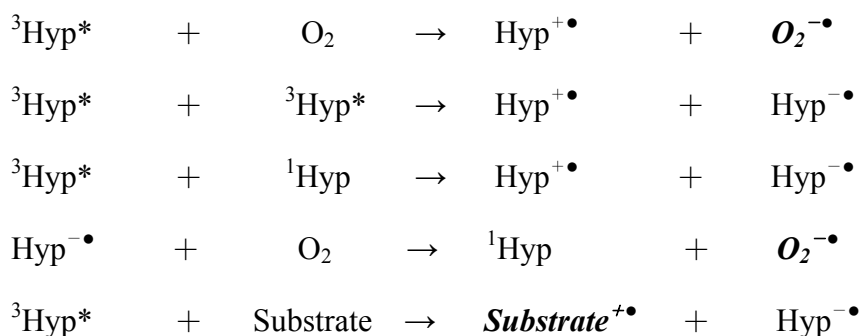 ³Hyp* + O₂ → Hyp⁺• + O₂⁻•
³Hyp* + ³Hyp* → Hyp⁺• + Hyp⁻•
³Hyp* + ¹Hyp → Hyp⁺• + Hyp⁻•
Hyp⁻• + O₂ → ¹Hyp + O₂⁻•
³Hyp* + Substrate → Substrate⁺• + Hyp⁻•